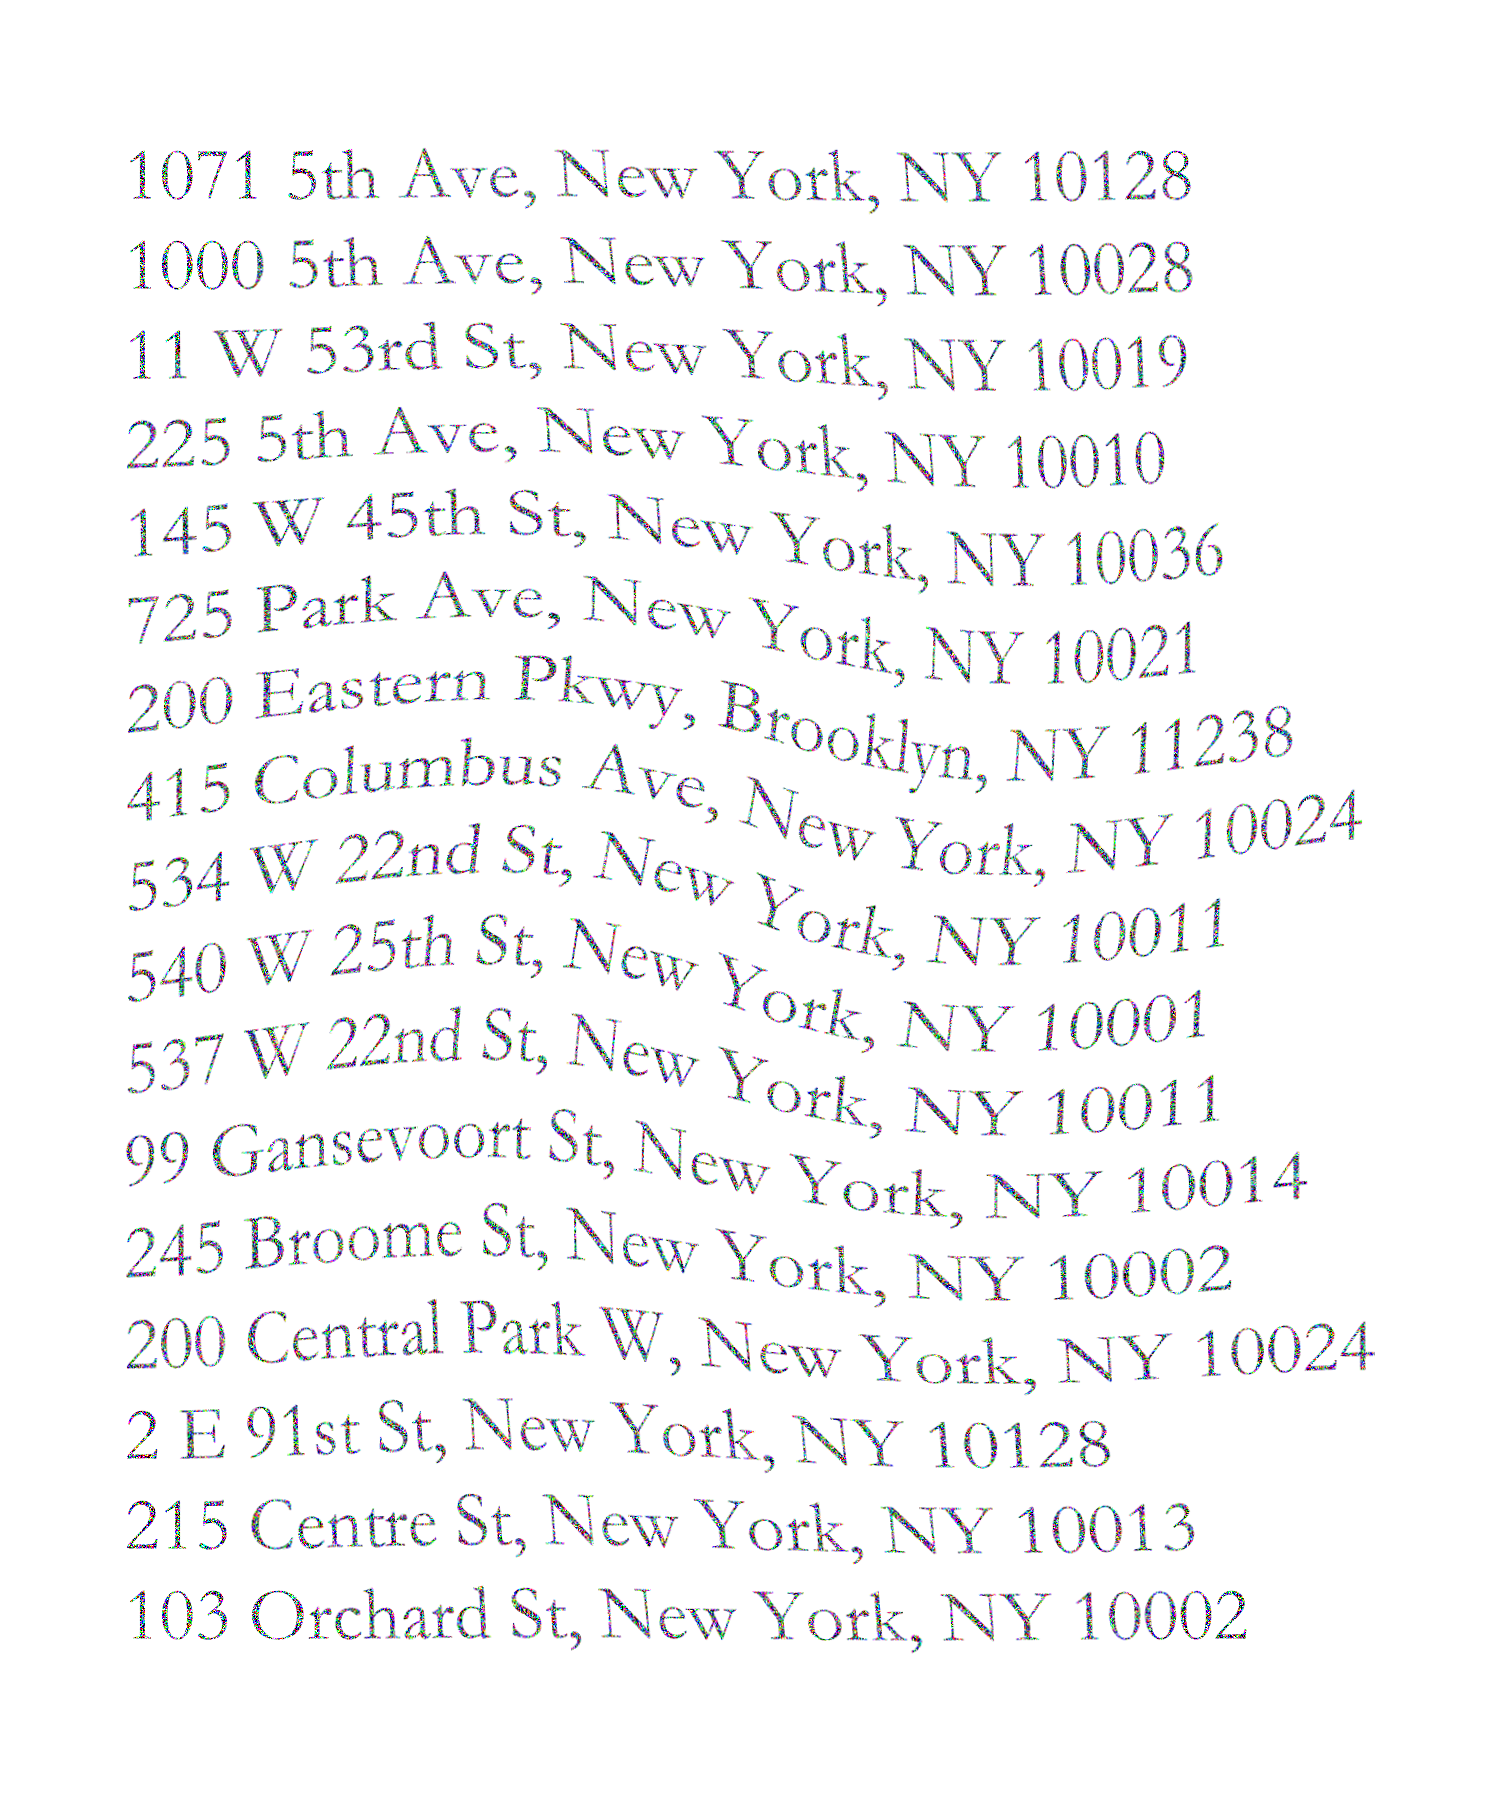 1071 5th Ave, New York, NY 10128
1000 5th Ave, New York, NY 10028
11 W 53rd St, New York, NY 10019
225 5th Ave, New York, NY 10010
145 W 45th St, New York, NY 10036
725 Park Ave, New York, NY 10021
200 Eastern Pkwy, Brooklyn, NY 11238
415 Columbus Ave, New York, NY 10024
534 W 22nd St, New York, NY 10011
540 W 25th St, New York, NY 10001
537 W 22nd St, New York, NY 10011
99 Gansevoort St, New York, NY 10014
245 Broome St, New York, NY 10002
200 Central Park W, New York, NY 10024
2 E 91st St, New York, NY 10128
215 Centre St, New York, NY 10013
103 Orchard St, New York, NY 10002